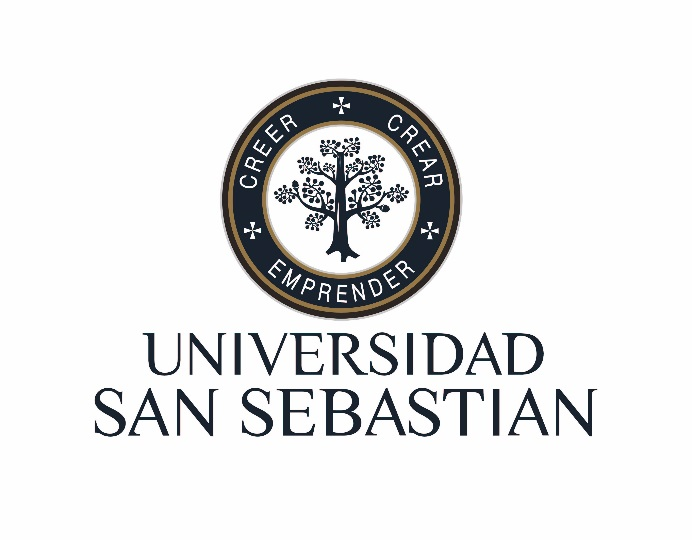 CREER
CREAR
EMPRENDER
UNIVERSIDAD
SAN SEBASTIAN